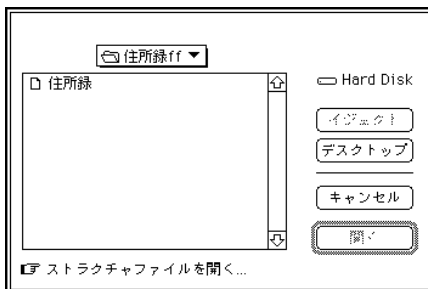 住所録ff
住所録
Hard Disk
イジェクト
デスクトップ
キャンセル
開く
ストラクチャファイルを開く...